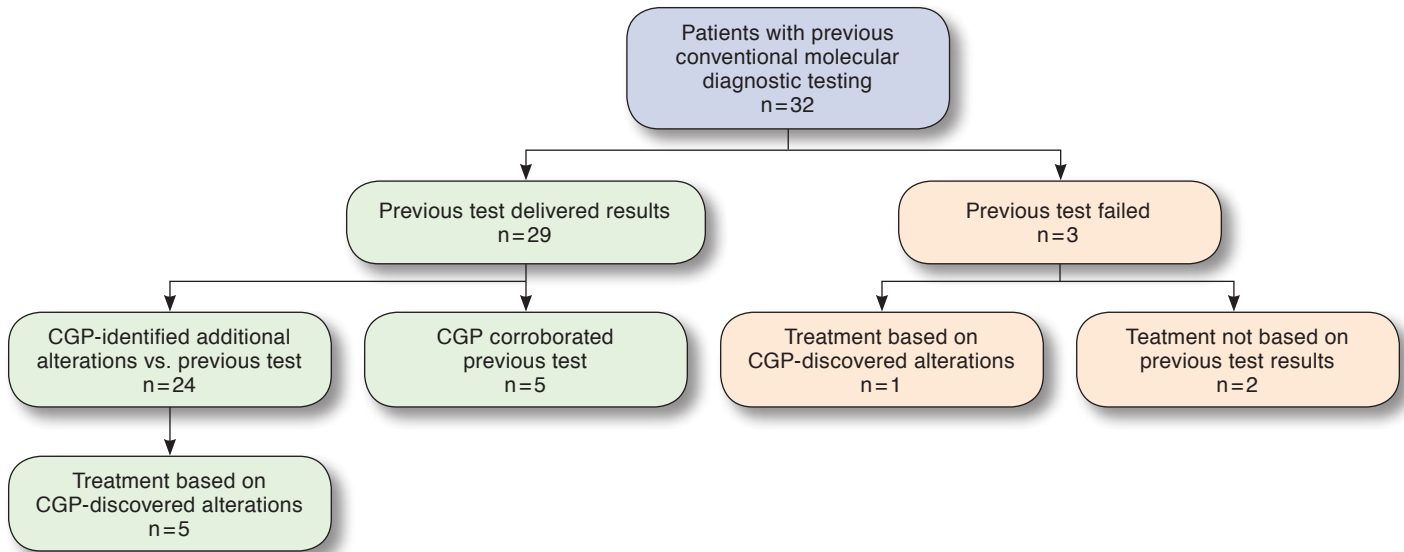 Patients with previous
conventional molecular
diagnostic testing
n=32
Previous test delivered results
n=29
Previous test failed
n=3
CGP-identified additional
alterations vs. previous test
n=24
CGP corroborated
previous test
n=5
Treatment based on
CGP-discovered alterations
n=1
Teatment not based on
previous test results
n=2
Treatment based on
CGP-discovered alterations
n=5